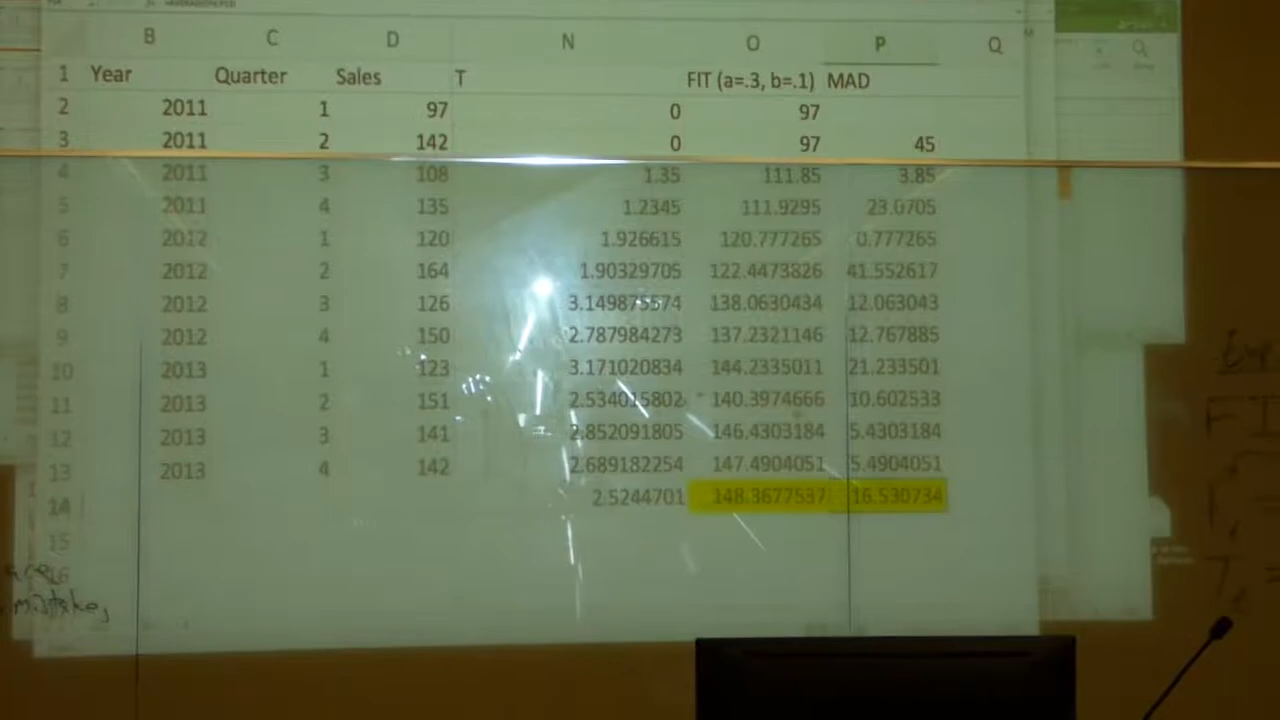 B C D N O P Q
1 Year Quarter Sales T FIT (a=.3, b=.1) MAD
2 2011 1 97 0 97
3 2011 2 142 0 97 45
4 2011 3 108 1.35 111.85 3.85
5 2011 4 135 1.2345 111.9295 23.0705
6 2012 1 120 1.926615 120.777265 0.777265
7 2012 2 164 1.90329705 122.4473826 41.552617
8 2012 3 126 3.149875574 138.0630434 12.063043
9 2012 4 150 2.787984273 137.2321146 12.767885
10 2013 1 123 3.171020834 144.2335011 21.233501
11 2013 2 151 2.534015802 140.3974666 10.602533
12 2013 3 141 2.852091805 146.4303184 5.4303184
13 2013 4 142 2.689182254 147.4904051 5.4904051
14 2.5244701 148.3677537 16.530734
15
16